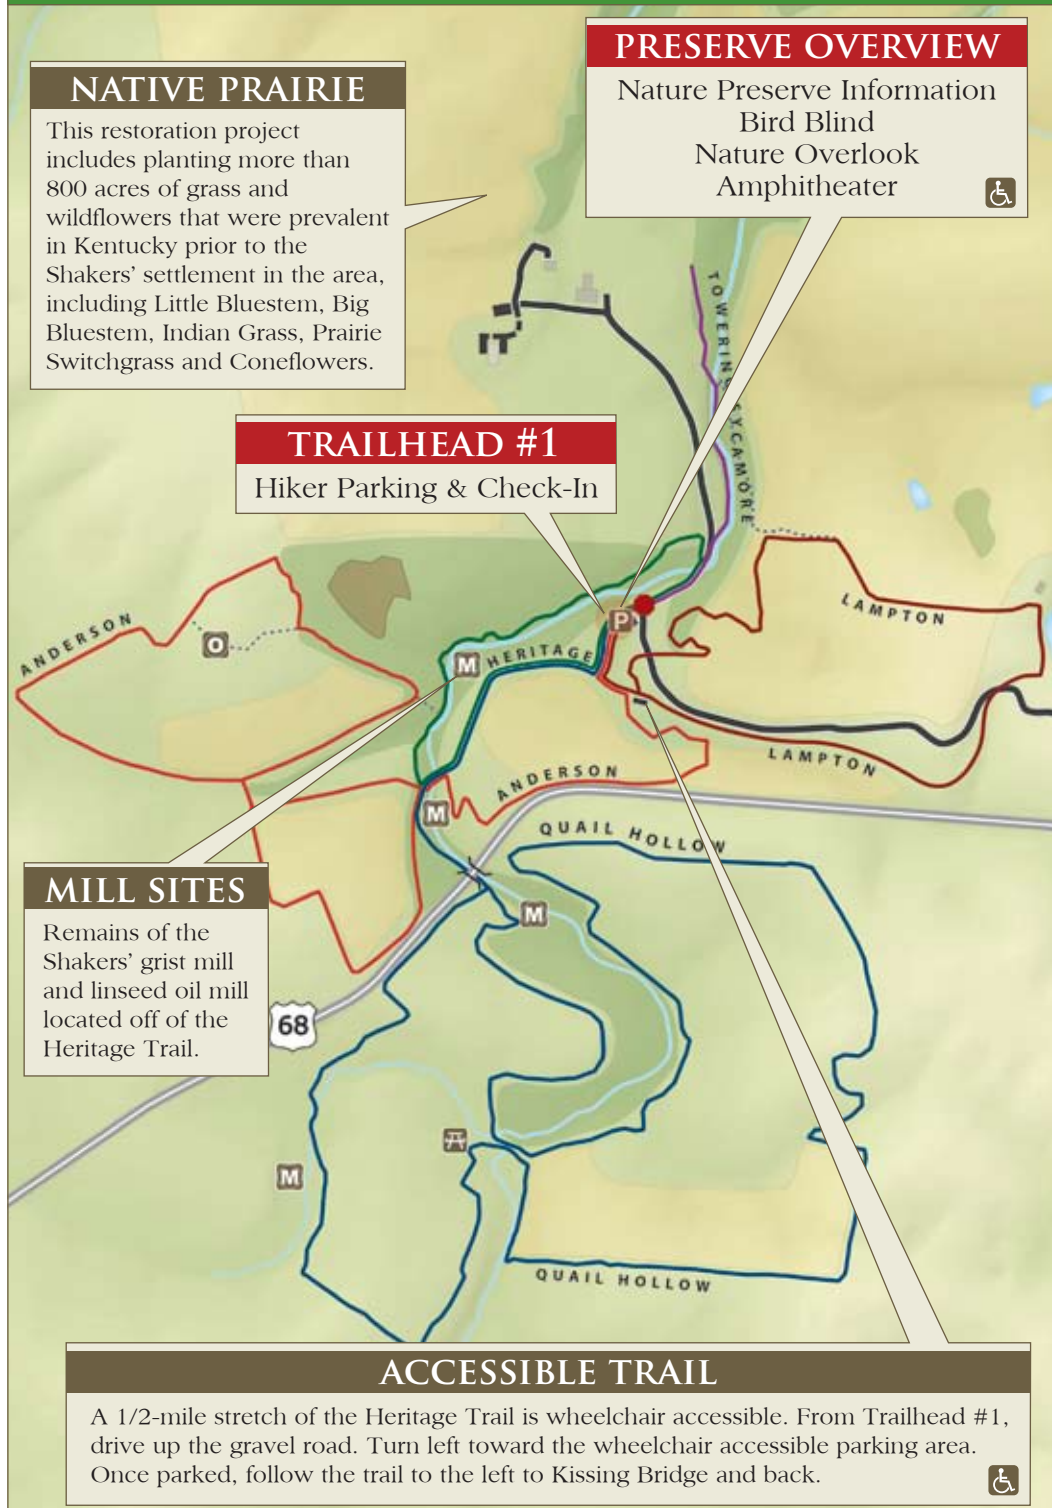 PRESERVE OVERVIEW
Nature Preserve Information
Bird Blind
Nature Overlook
Amphitheater
NATIVE PRAIRIE
This restoration project
includes planting more than
800 acres of grass and
wildflowers that were prevalent
in Kentucky prior to the
Shakers’ settlement in the area,
including Little Bluestem, Big
Bluestem, Indian Grass, Prairie
Switchgrass and Coneflowers.
TOWERING SYCAMORE
TRAILHEAD #1
Hiker Parking & Check-In
P
LAMPTON
ANDERSON
O
M
HERITAGE
LAMPTON
ANDERSON
M
QUAIL HOLLOW
MILL SITES
Remains of the
Shakers’ grist mill
and linseed oil mill
located off of the
Heritage Trail.
M
68
M
QUAIL HOLLOW
ACCESSIBLE TRAIL
A 1/2-mile stretch of the Heritage Trail is wheelchair accessible. From Trailhead #1,
drive up the gravel road. Turn left toward the wheelchair accessible parking area.
Once parked, follow the trail to the left to Kissing Bridge and back.